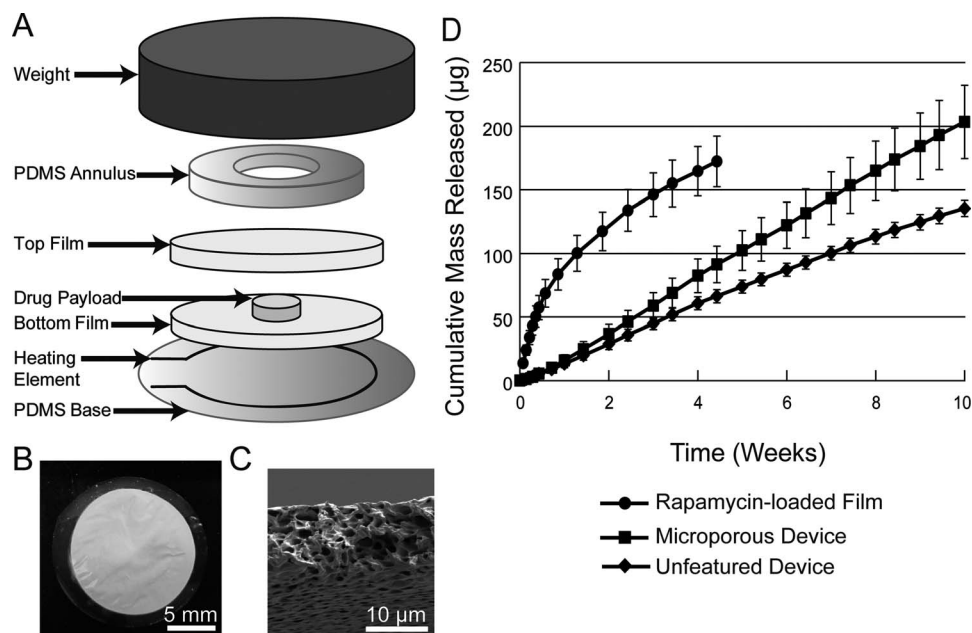 A
Weight
PDMS Annulus
Top Film
Drug Payload
Bottom Film
Heating
Element
PDMS Base
B
5 mm
C
10 µm
D
Cumulative Mass Released (µg)
250
200
150
100
50
0
0 2 4 6 8 10
Time (Weeks)
Rapamycin-loaded Film
Microporous Device
Unfeatured Device